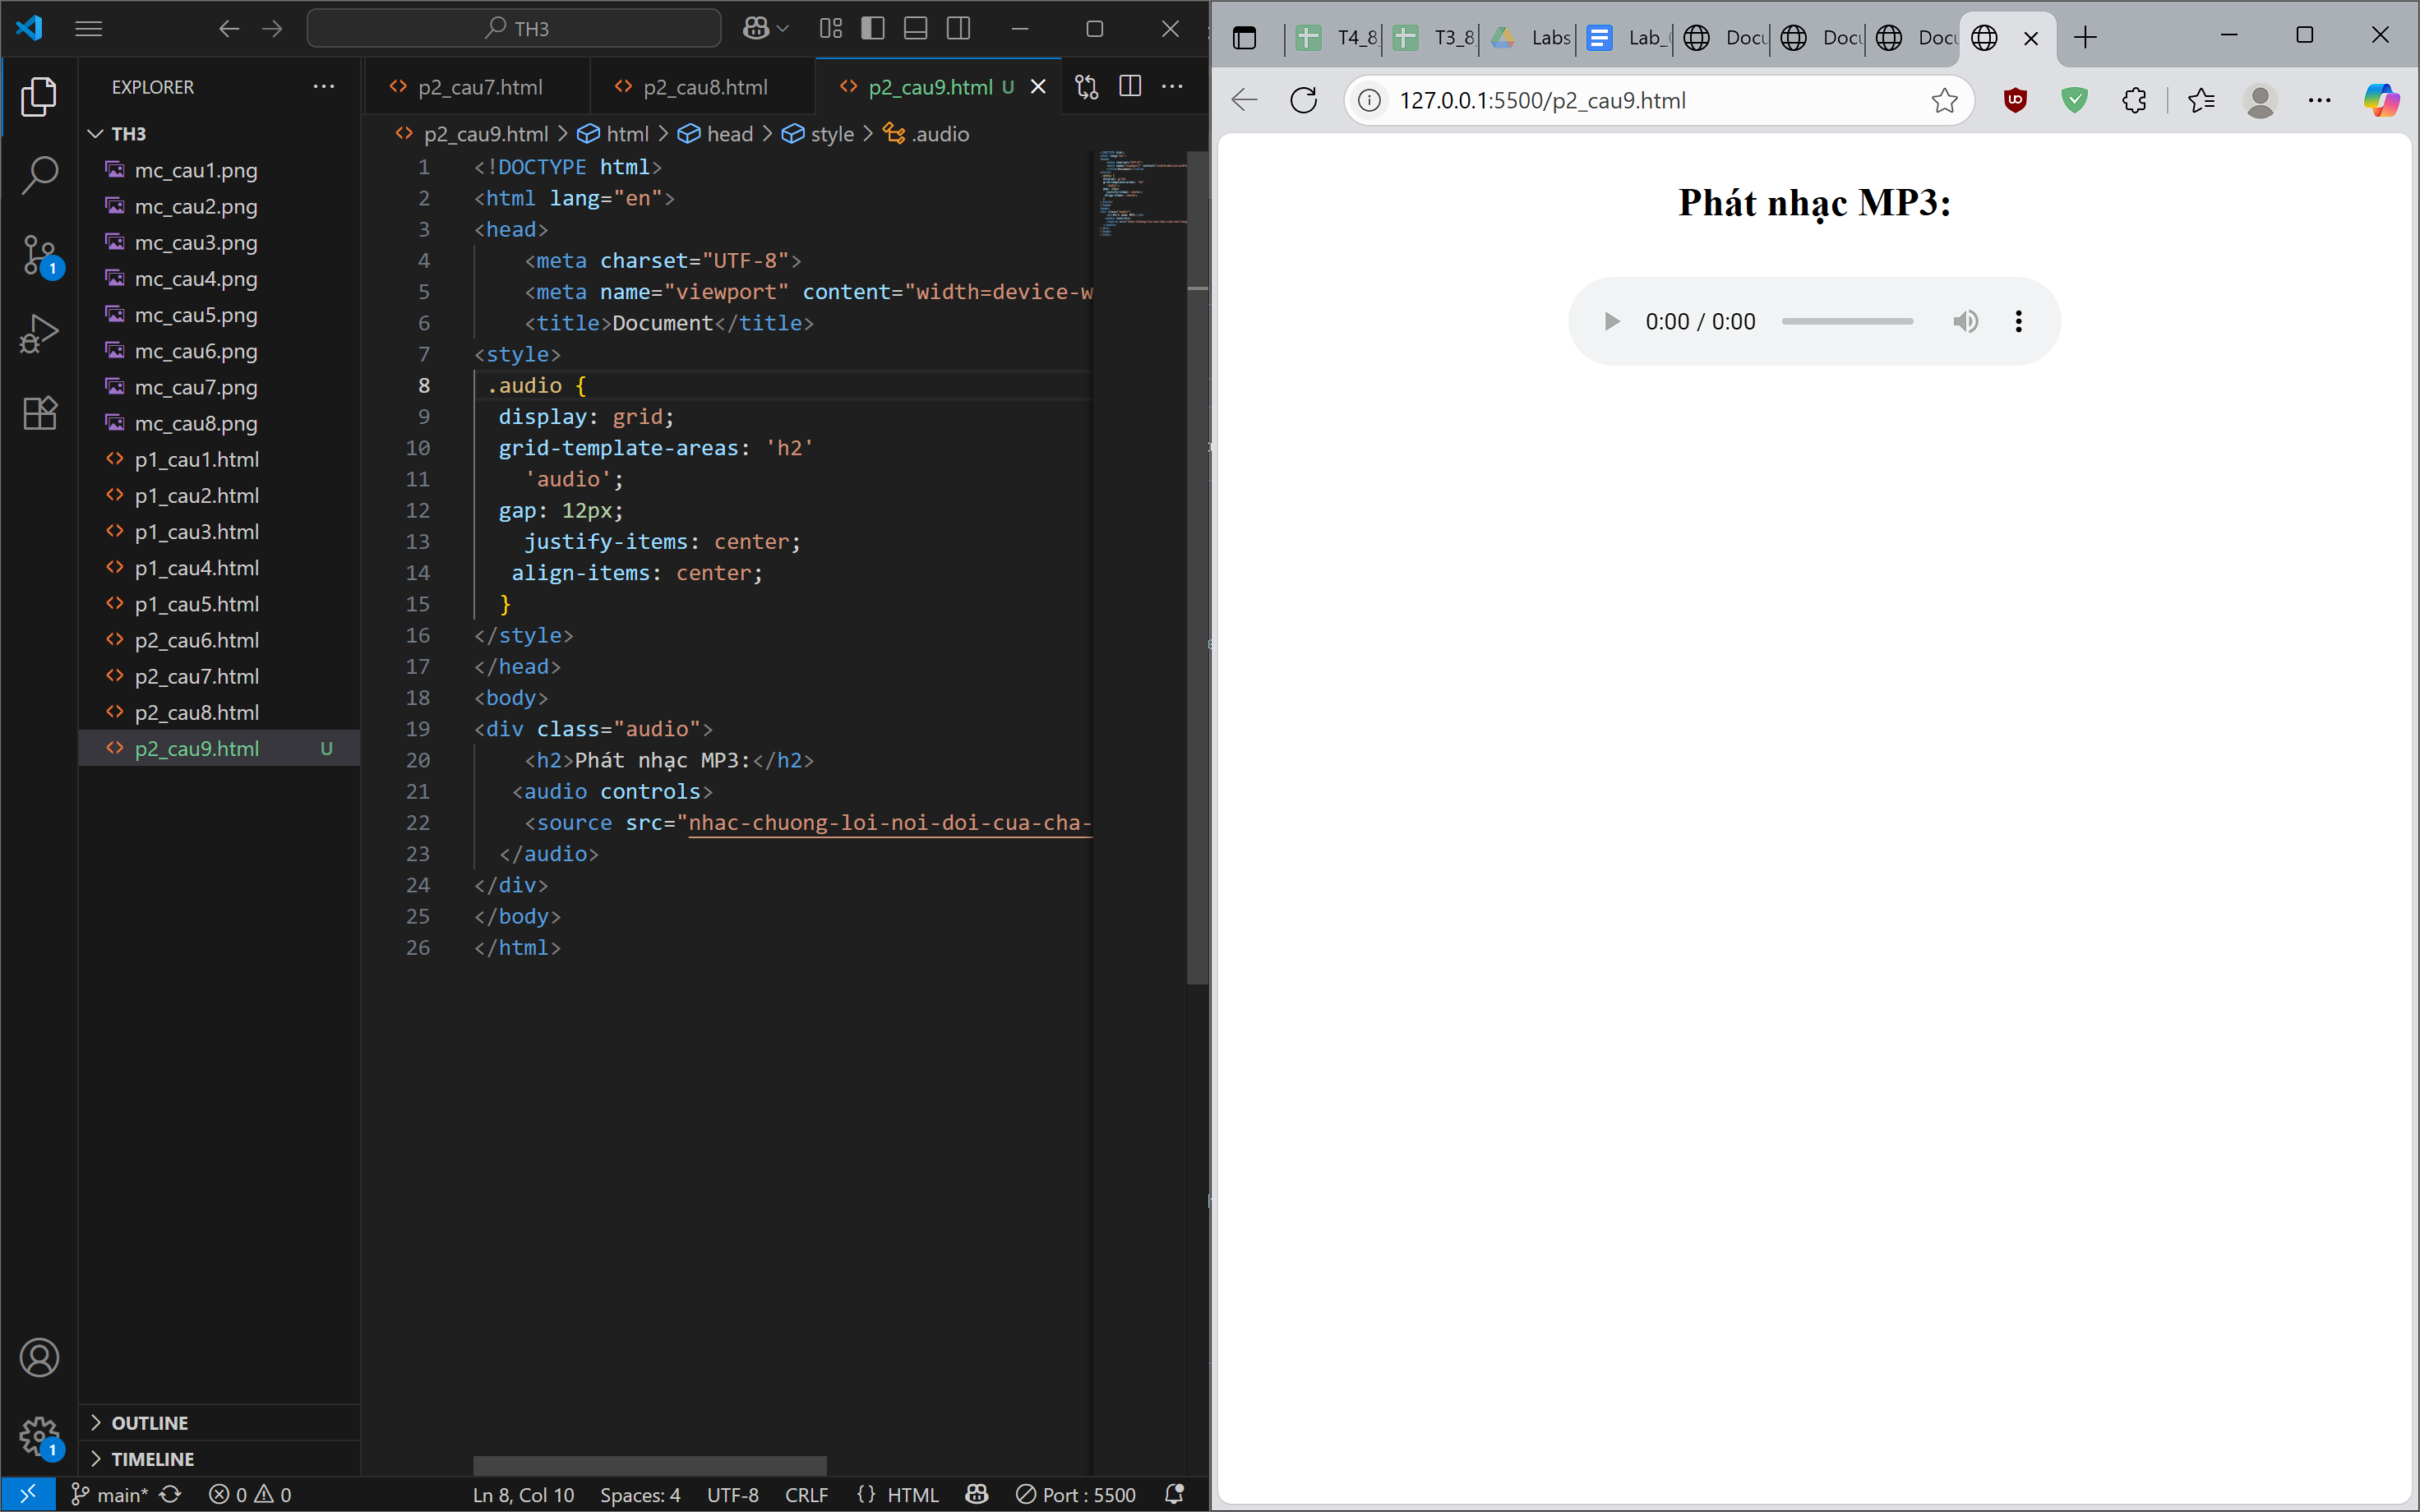 TH3
EXPLORER
TH3
mc_cau1.png
mc_cau2.png
mc_cau3.png
mc_cau4.png
mc_cau5.png
mc_cau6.png
mc_cau7.png
mc_cau8.png
p1_cau1.html
p1_cau2.html
p1_cau3.html
p1_cau4.html
p1_cau5.html
p2_cau6.html
p2_cau7.html
p2_cau8.html
p2_cau9.html U
OUTLINE
TIMELINE
1
1
p2_cau7.html
p2_cau8.html
p2_cau9.html U
p2_cau9.html > html > head > style > .audio
1 <!DOCTYPE html>
2 <html lang="en">
3 <head>
4 <meta charset="UTF-8">
5 <meta name="viewport" content="width=device-w
6 <title>Document</title>
7 <style>
8 .audio {
9 display: grid;
10 grid-template-areas: 'h2'
11 'audio';
12 gap: 12px;
13 justify-items: center;
14 align-items: center;
15 }
16 </style>
17 </head>
18 <body>
19 <div class="audio">
20 <h2>Phát nhạc MP3:</h2>
21 <audio controls>
22 <source src="nhac-chuong-loi-noi-doi-cua-cha-
23 </audio>
24 </div>
25 </body>
26 </html>
main* 0 0 Ln 8, Col 10 Spaces: 4 UTF-8 CRLF {} HTML Port : 5500
T4_8 T3_8 Labs Lab_ Docu Docu Docu
127.0.0.1:5500/p2_cau9.html
Phát nhạc MP3:
0:00 / 0:00